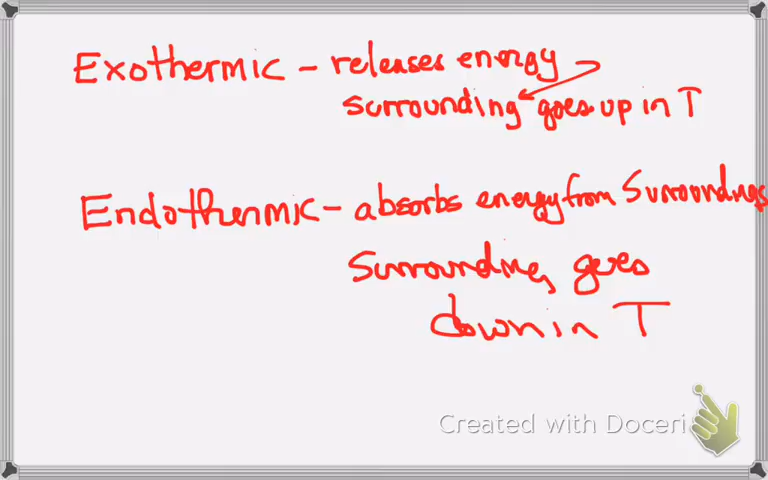 Exothermic - releases energy
surrounding goes up in T
Endothermic - absorbs energy from Surroundings
Surrounding goes
down in T
Created with Doceri